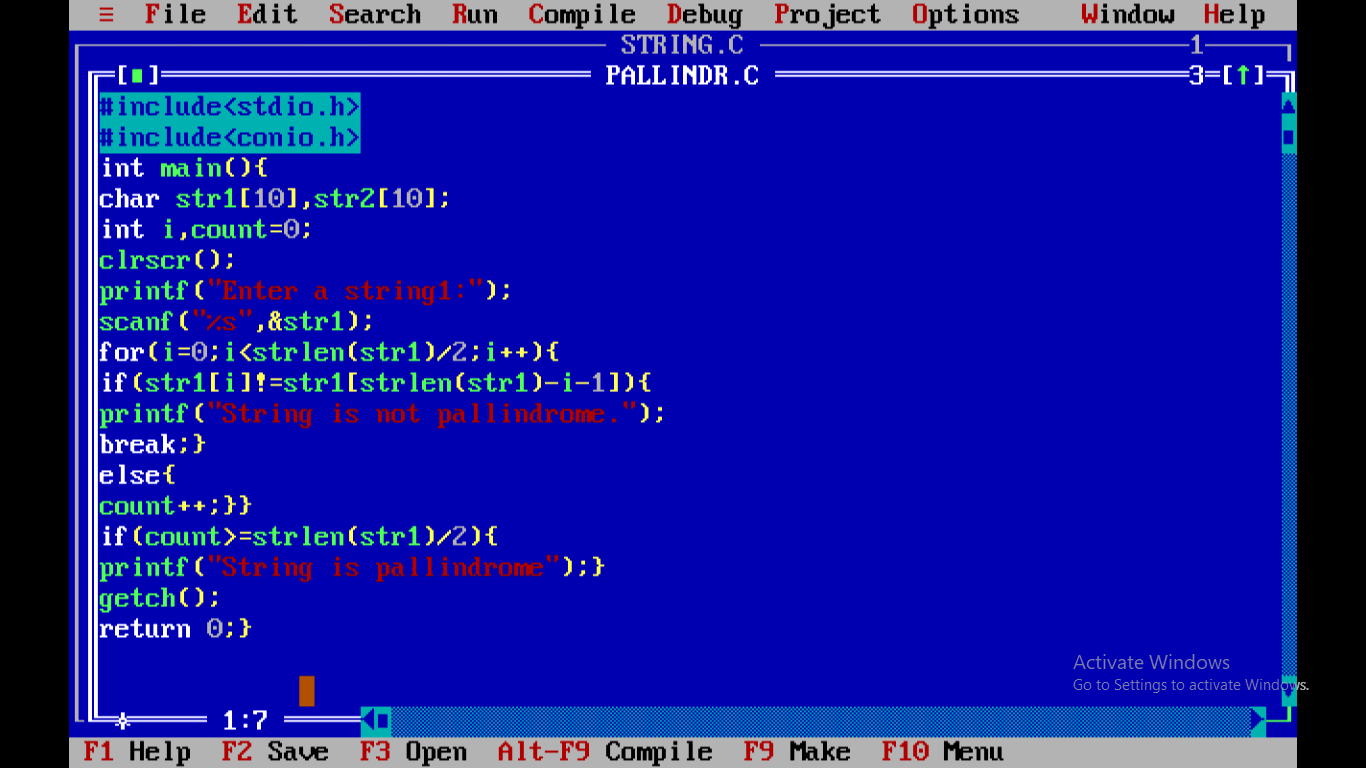 ≡ File Edit Search Run Compile Debug Project Options Window Help
STRING.C 1
[■] PALLINDR.C 3=[↑]
#include<stdio.h>
#include<conio.h>
int main(){
char str1[10],str2[10];
int i,count=0;
clrscr();
printf("Enter a string1:");
scanf("%s",&str1);
for(i=0;i<strlen(str1)/2;i++){
if(str1[i]!=str1[strlen(str1)-i-1]){
printf("String is not pallindrome.");
break;}
else{
count++;}}
if(count>=strlen(str1)/2){
printf("String is pallindrome");}
getch();
return 0;}
Activate Windows
Go to Settings to activate Windows.
1:7
F1 Help F2 Save F3 Open Alt-F9 Compile F9 Make F10 Menu